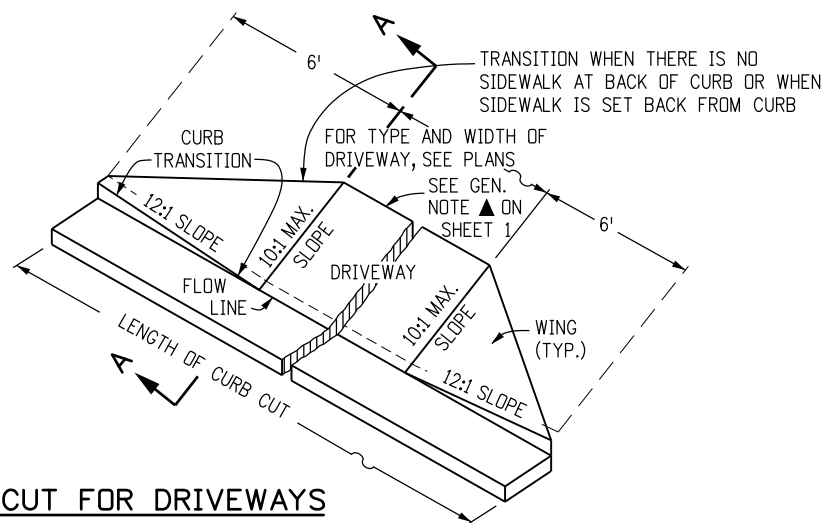 A
6'
TRANSITION WHEN THERE IS NO
SIDEWALK AT BACK OF CURB OR WHEN
SIDEWALK IS SET BACK FROM CURB
FOR TYPE AND WIDTH OF
DRIVEWAY, SEE PLANS
CURB
TRANSITION
SEE GEN.
NOTE ▲ ON
SHEET 1
6'
12:1 SLOPE
10:1 MAX.
SLOPE
DRIVEWAY
FLOW
LINE
10:1 MAX.
SLOPE
WING
(TYP.)
12:1 SLOPE
LENGTH OF CURB CUT
A
CUT FOR DRIVEWAYS